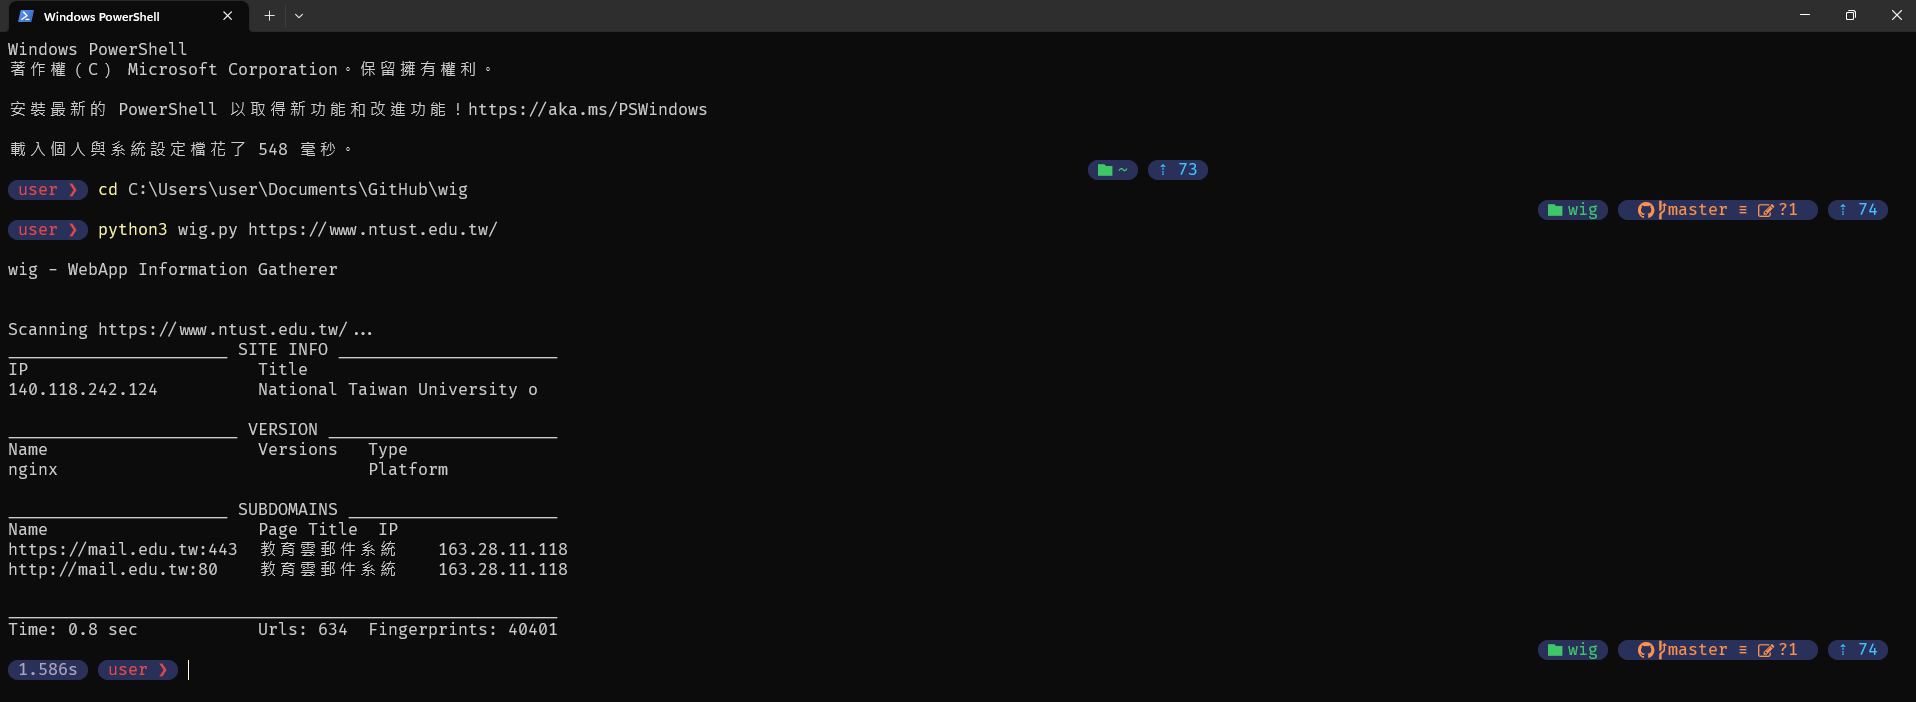 Windows PowerShell
Windows PowerShell
著作權（C） Microsoft Corporation。保留擁有權利。
安裝最新的 PowerShell 以取得新功能和改進功能！https://aka.ms/PSWindows
載入個人與系統設定檔花了 548 毫秒。
~ ↑ 73
user ❯ cd C:\Users\user\Documents\GitHub\wig
wig master ≡ ?1 ↑ 74
user ❯ python3 wig.py https://www.ntust.edu.tw/
wig - WebApp Information Gatherer
Scanning https://www.ntust.edu.tw/...
______________________ SITE INFO ______________________
IP Title
140.118.242.124 National Taiwan University o
_______________________ VERSION _______________________
Name Versions Type
nginx Platform
______________________ SUBDOMAINS _____________________
Name Page Title IP
https://mail.edu.tw:443 教育雲郵件系統 163.28.11.118
http://mail.edu.tw:80 教育雲郵件系統 163.28.11.118
_______________________________________________________
Time: 0.8 sec Urls: 634 Fingerprints: 40401
wig master ≡ ?1 ↑ 74
1.586s user ❯